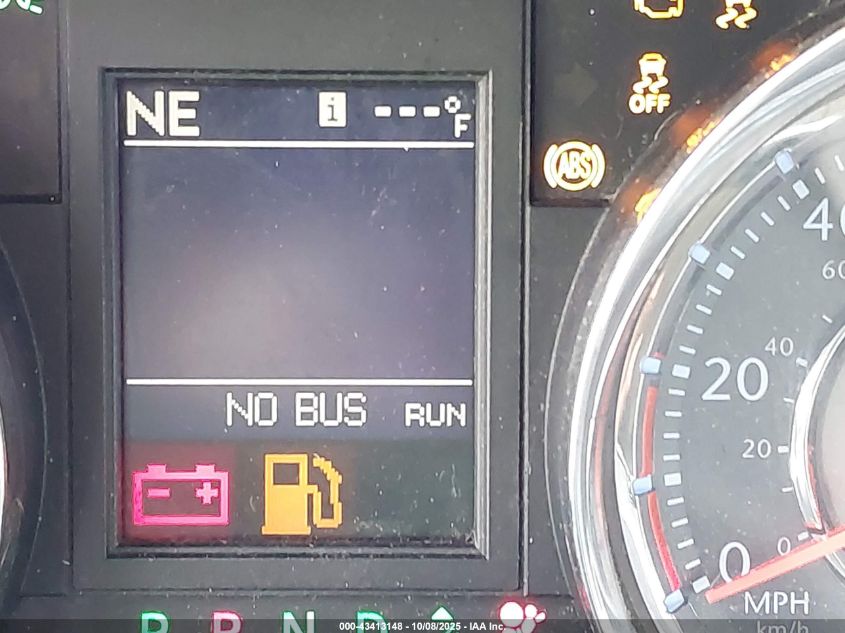 NE i ---°F
OFF
ABS
40
60
40
20
20
NO BUS RUN
- +
0
0
MPH
km/h
P R N D
000-43413148 - 10/08/2025 - IAA Inc.